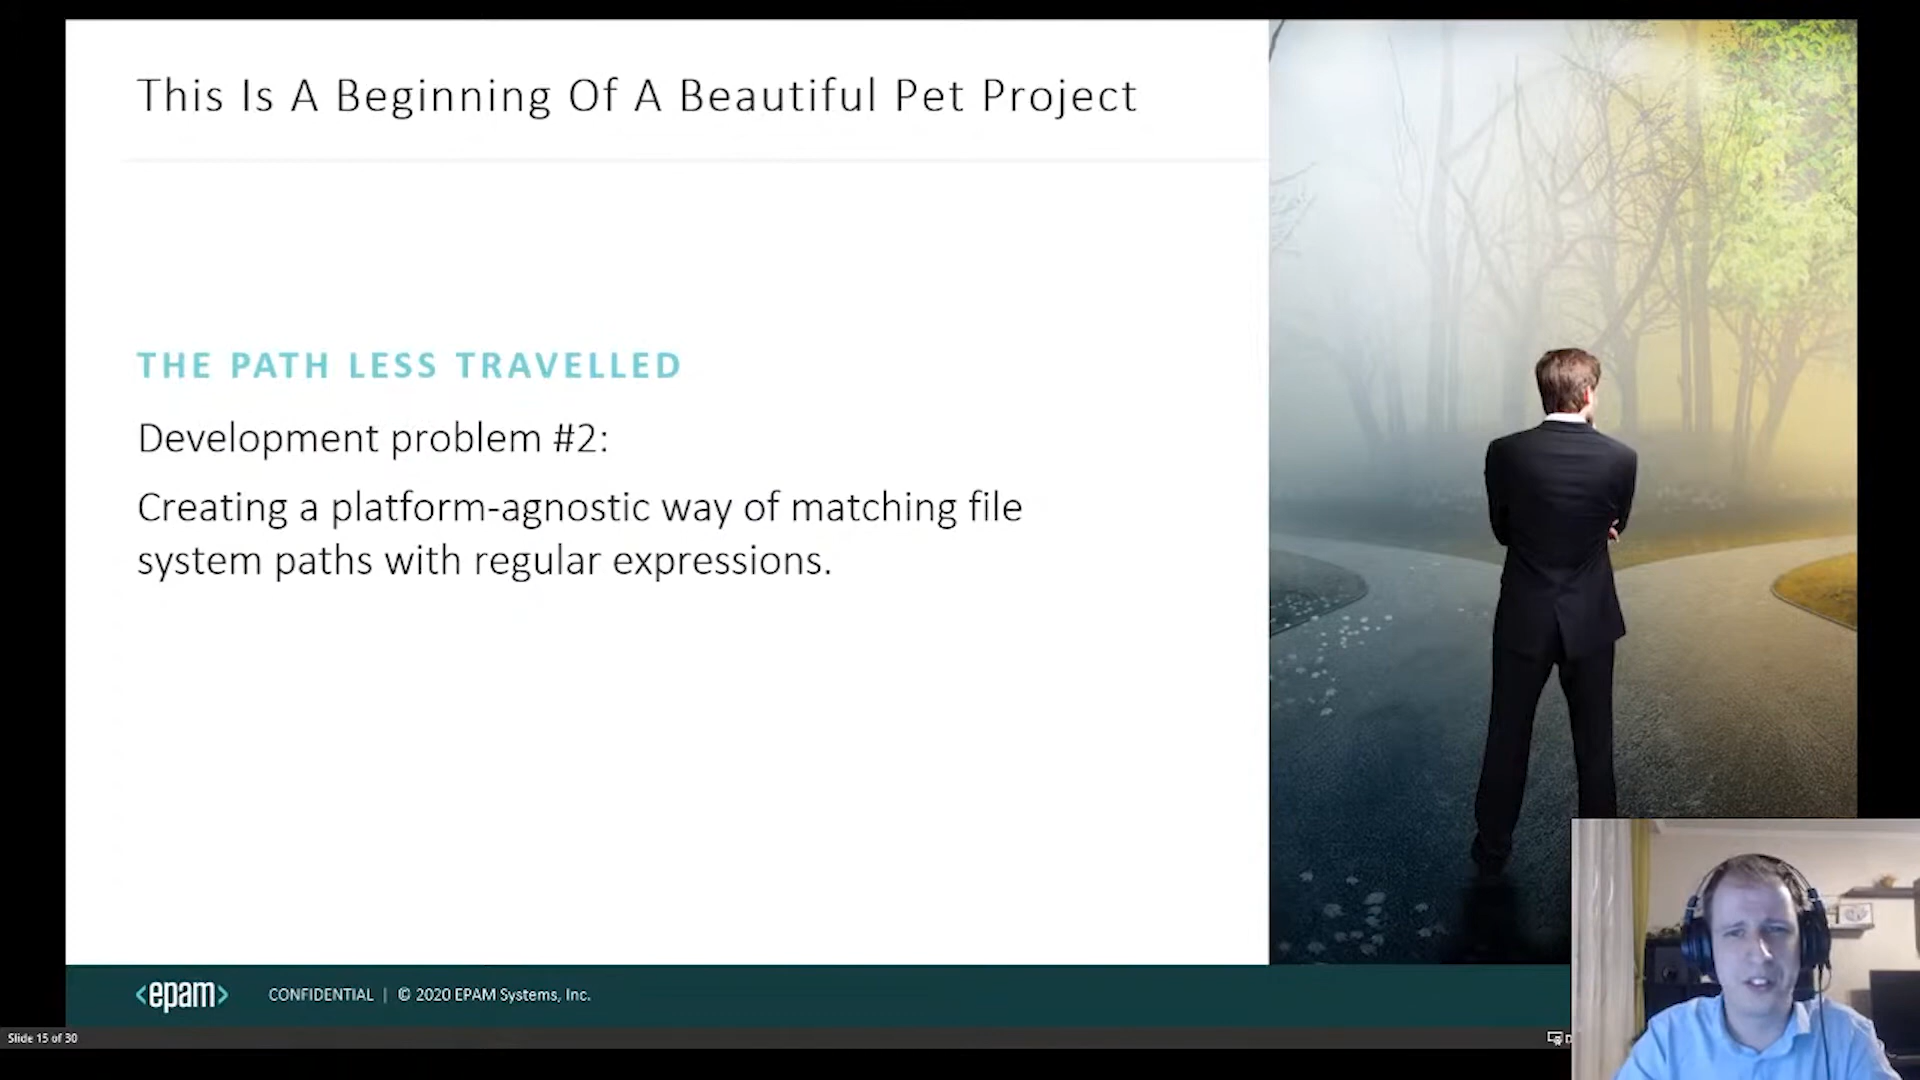 This Is A Beginning Of A Beautiful Pet Project
THE PATH LESS TRAVELLED
Development problem #2:
Creating a platform-agnostic way of matching file
system paths with regular expressions.
<epam> CONFIDENTIAL | © 2020 EPAM Systems, Inc.
Slide 15 of 30